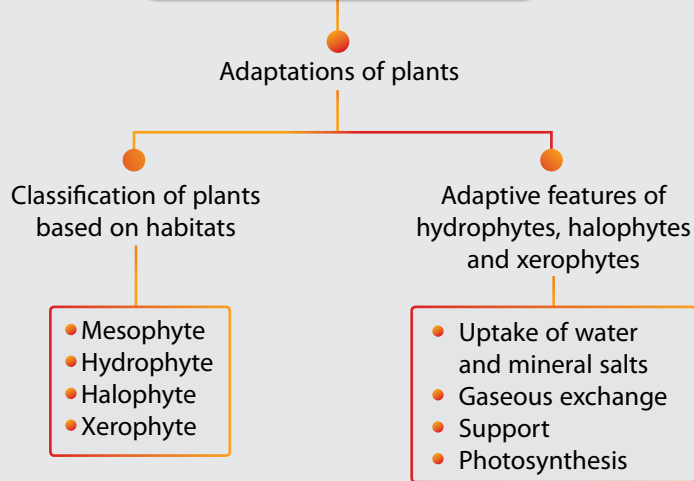 Adaptations of plants
Classification of plants
based on habitats
Mesophyte
Hydrophyte
Halophyte
Xerophyte
Adaptive features of
hydrophytes, halophytes
and xerophytes
Uptake of water
and mineral salts
Gaseous exchange
Support
Photosynthesis